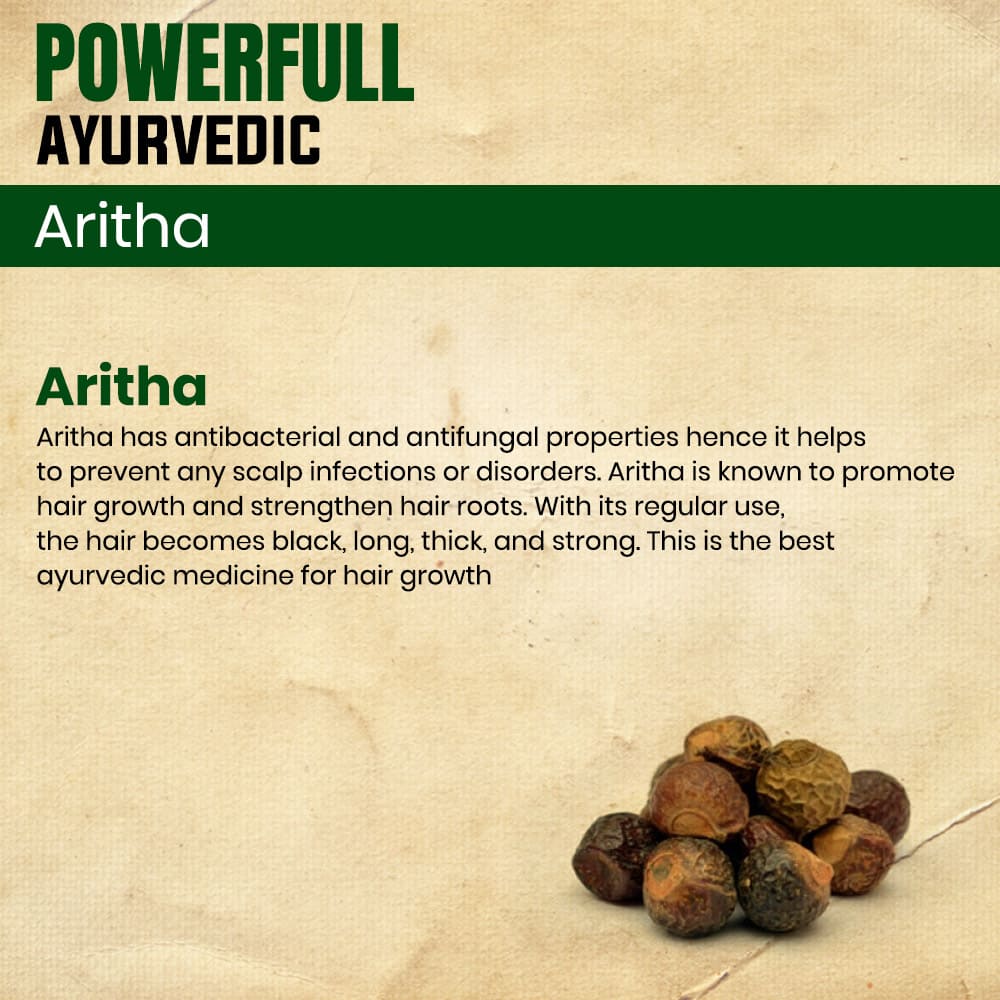 POWERFULL
AYURVEDIC
Aritha
Aritha
Aritha has antibacterial and antifungal properties hence it helps
to prevent any scalp infections or disorders. Aritha is known to promote
hair growth and strengthen hair roots. With its regular use,
the hair becomes black, long, thick, and strong. This is the best
ayurvedic medicine for hair growth